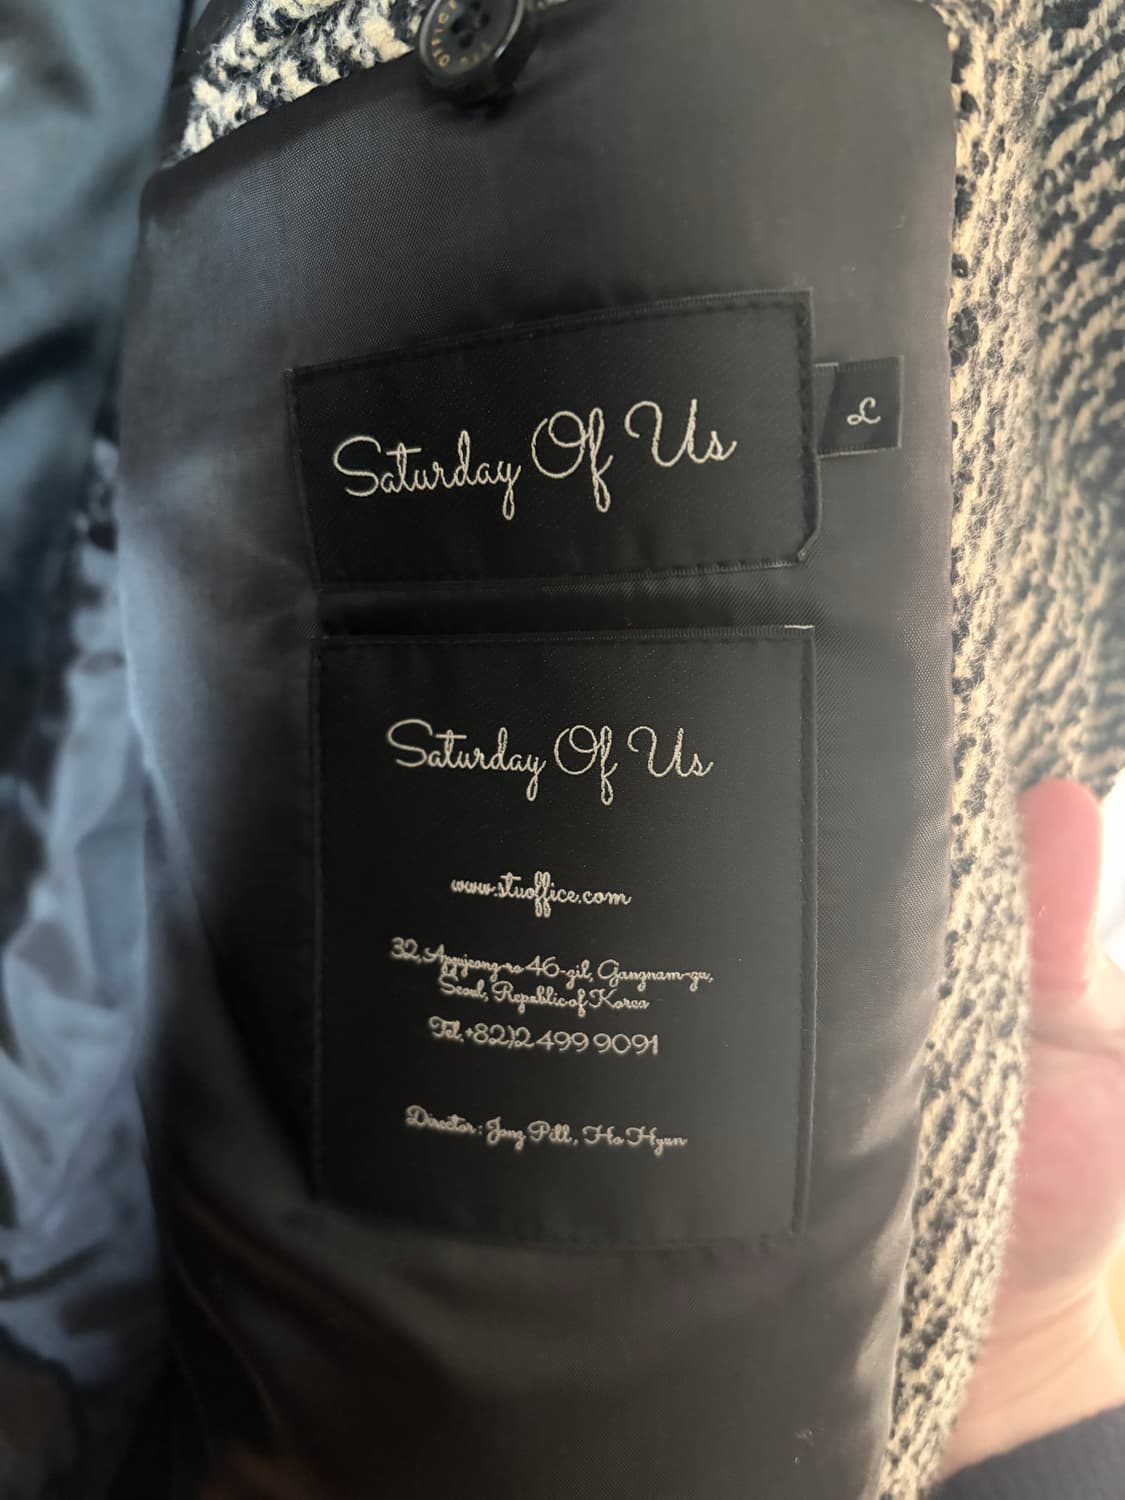 Saturday Of Us
L
Saturday Of Us
www.stuoffice.com
32, Apgujeong-ro 46-gil, Gangnam-gu,
Seoul, Republic of Korea
Tel.+82)2 499 9091
Director : Jong Pill, Ha Hyun